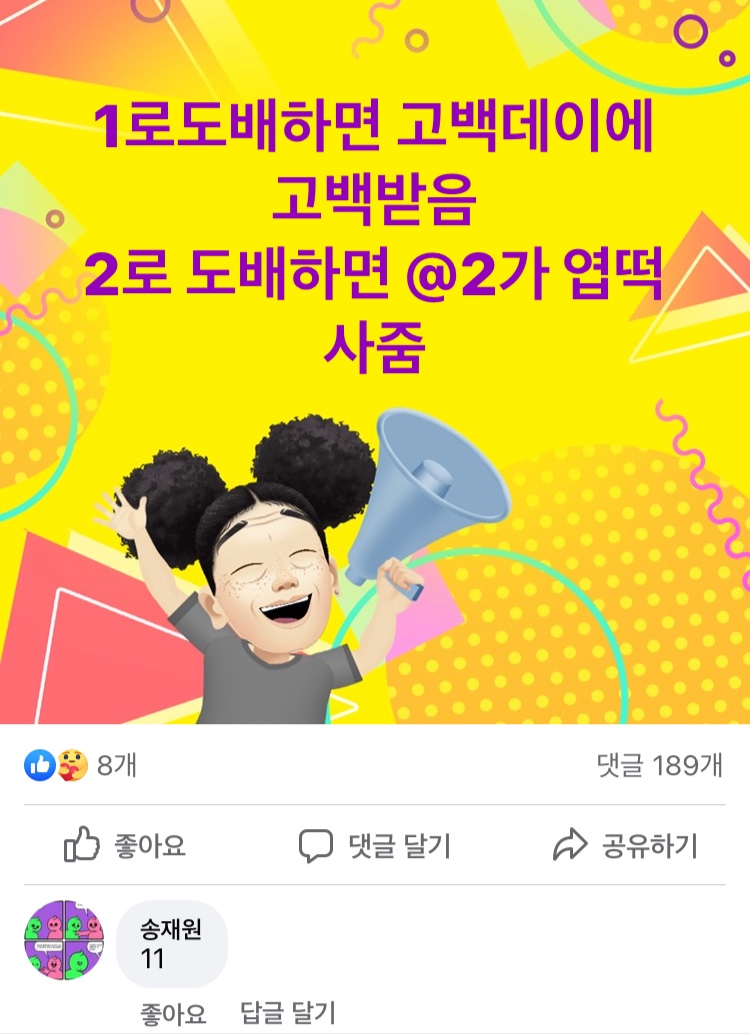 1로도배하면 고백데이에
고백받음
2로 도배하면 @2가 엽떡
사줌
8개
댓글 189개
좋아요
댓글 달기
공유하기
송재원
11
좋아요
답글 달기